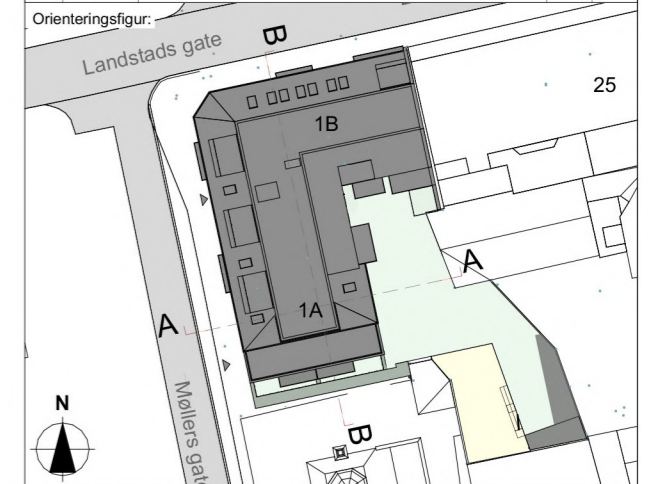 Orienteringsfigur:
Landstads gate
B
25
1B
A
1A
A
N
Møllers gate
B